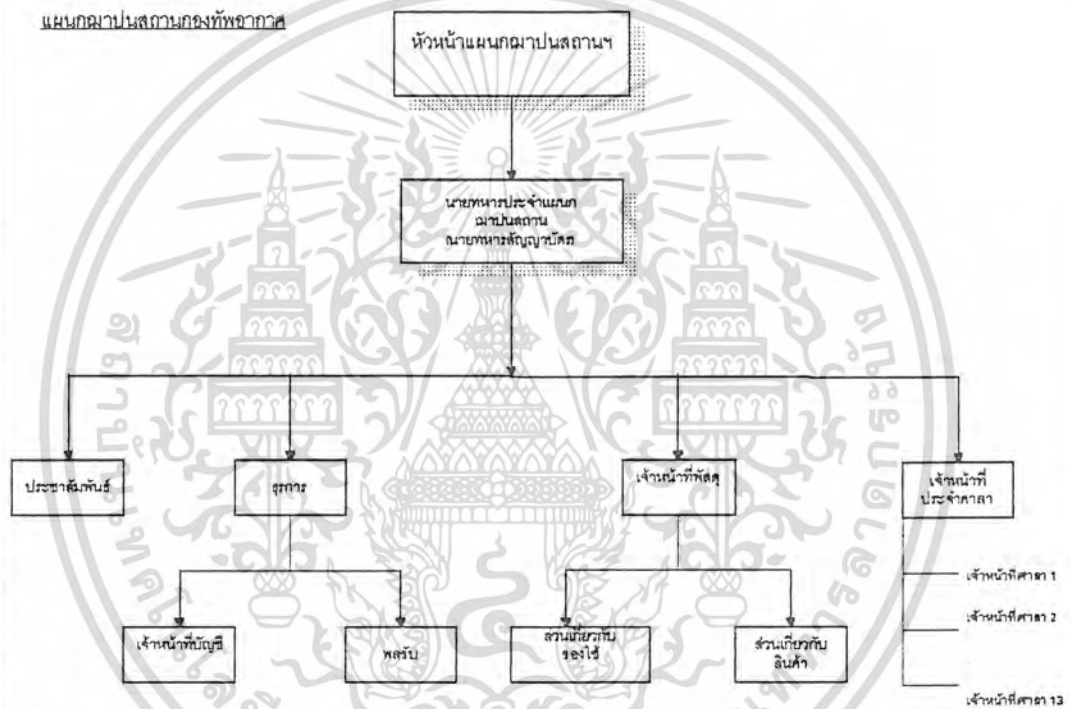 แผนกฌาปนสถานกองทัพอากาศ
หัวหน้าแผนกฌาปนสถานฯ
นายทหารประจำแผนก
ฌาปนสถาน
(นายทหารสัญญาบัตร)
ประชาสัมพันธ์
ธุรการ
เจ้าหน้าที่พัสดุ
เจ้าหน้าที่
ประจำศาลา
เจ้าหน้าที่บัญชี
พลขับ
ส่วนเกี่ยวกับ
ของใช้
ส่วนเกี่ยวกับ
สินค้า
เจ้าหน้าที่ศาลา 1
เจ้าหน้าที่ศาลา 2
เจ้าหน้าที่ศาลา 13